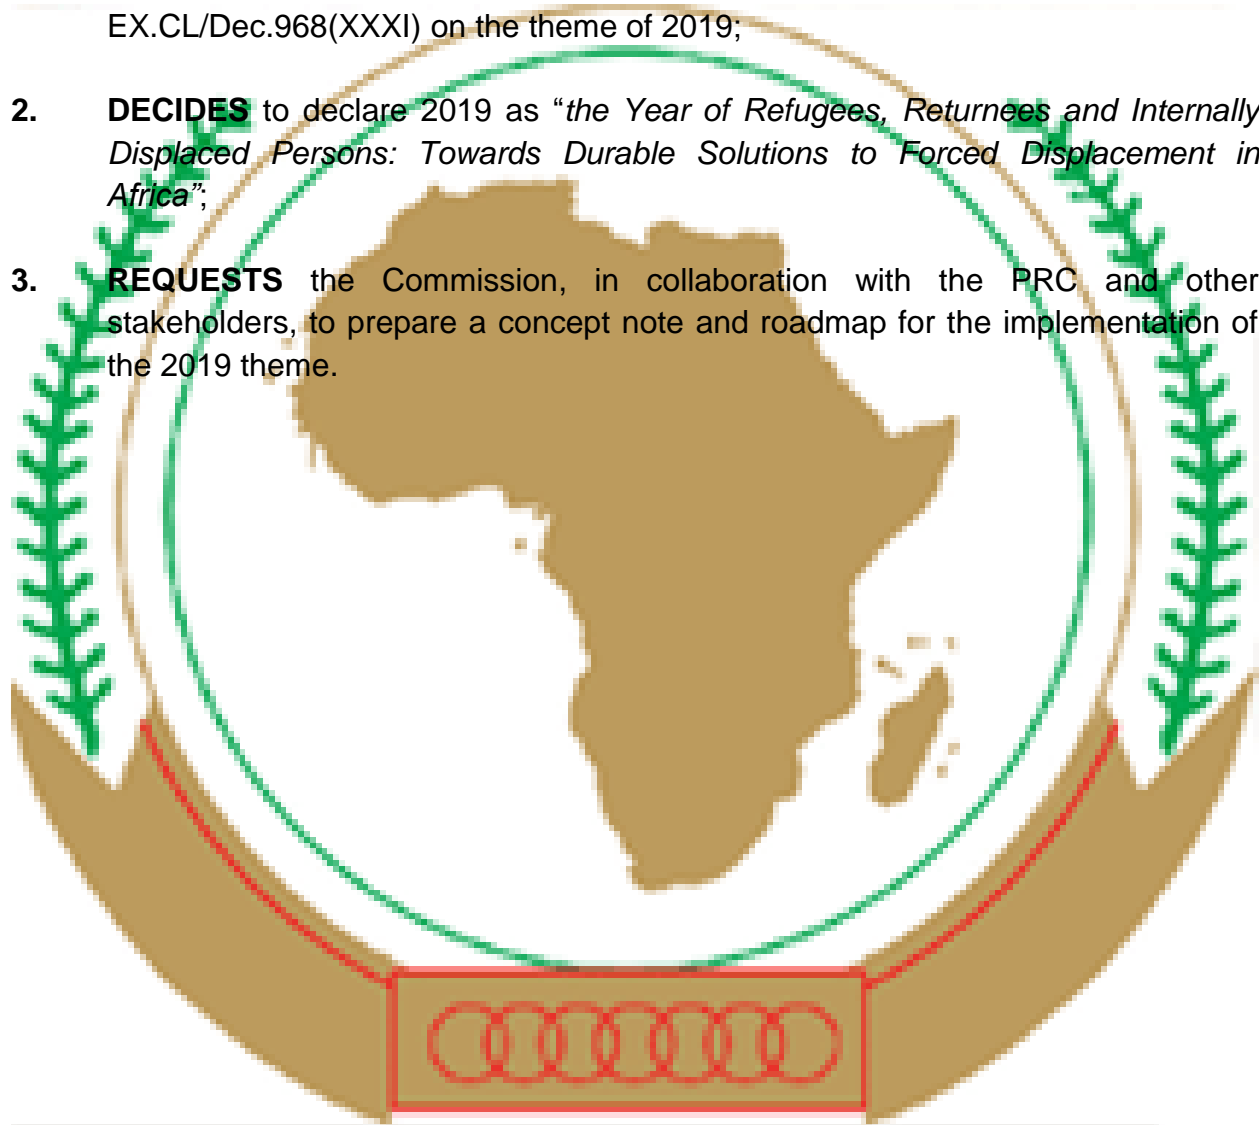 EX.CL/Dec.968(XXXI) on the theme of 2019;
2. DECIDES to declare 2019 as “the Year of Refugees, Returnees and Internally
Displaced Persons: Towards Durable Solutions to Forced Displacement in
Africa”;
3. REQUESTS the Commission, in collaboration with the PRC and other
stakeholders, to prepare a concept note and roadmap for the implementation of
the 2019 theme.